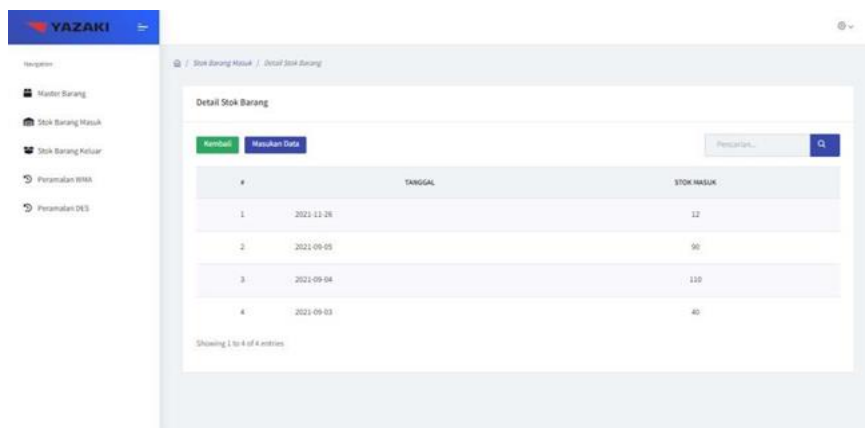 YAZAKI
Navigation
Master Barang
Stok Barang Masuk
Stok Barang Keluar
Peramalan WMA
Peramalan DES
/ Stok Barang Masuk / Detail Stok Barang
Detail Stok Barang
Kembali Masukan Data Pencarian...
# TANGGAL STOK MASUK
1 2021-11-26 12
2 2021-09-05 90
3 2021-09-04 110
4 2021-09-03 40
Showing 1 to 4 of 4 entries